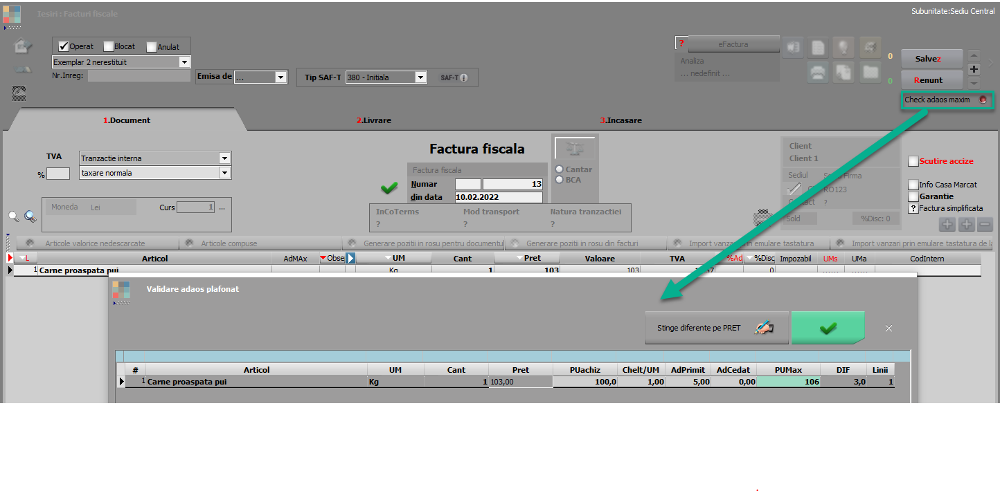 Iesiri : Facturi fiscale
Subunitate:Sediu Central
Operat Blocat Anulat
Exemplar 2 nerestituit
Nr.Inreg:
Emisa de ...
Tip SAF-T 380 - Initiala SAF-T
? eFactura
Analiza
... nedefinit ...
0
0
Salvez
Renunt
Check adaos maxim
1.Document
2.Livrare
3.Incasare
TVA Tranzactie interna
% taxare normala
Moneda Lei Curs 1 ...
Factura fiscala
Factura fiscala
Numar 13
din data 10.02.2022
Cantar
BCA
InCoTerms Mod transport Natura tranzactiei
? ? ?
Client
Client 1
Sediul Firma
RO123
?
Sold %Disc: 0
Scutire accize
Info Casa Marcat
Garantie
? Factura simplificata
Articole valorice nedescarcate
Articole compuse
Generare pozitii in rosu pentru documentul
Generare pozitii in rosu din facturi
Import vanzari prin emulare tastatura
Import vanzari prin emulare tastatura de la
L Articol AdMAx Obse UM Cant Pret Valoare TVA %Ad %Disc Impozabil UMs UMa CodIntern
1 Carne proaspata pui Kg 1 103 103 0 ...... ......
Validare adaos plafonat
Stinge diferente pe PRET
# Articol UM Cant Pret PUachiz Chelt/UM AdPrimit AdCedat PUMax DIF Linii
1 Carne proaspata pui Kg 1 103,00 100,0 1,00 5,00 0,00 106 3,0 1